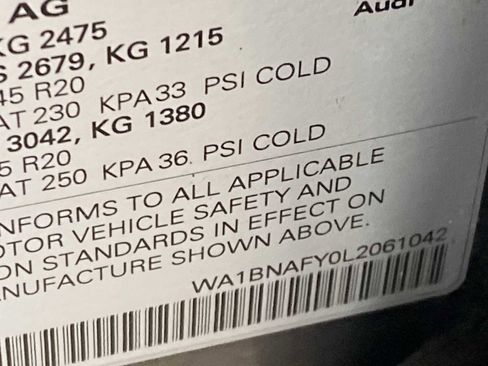 AG
Audi
KG 2475
S 2679, KG 1215
45 R20
AT 230 KPA33 PSI COLD
3042, KG 1380
5 R20
AT 250 KPA 36. PSI COLD
NFORMS TO ALL APPLICABLE
OTOR VEHICLE SAFETY AND
ON STANDARDS IN EFFECT ON
NUFACTURE SHOWN ABOVE.
WA1BNAFY0L2061042